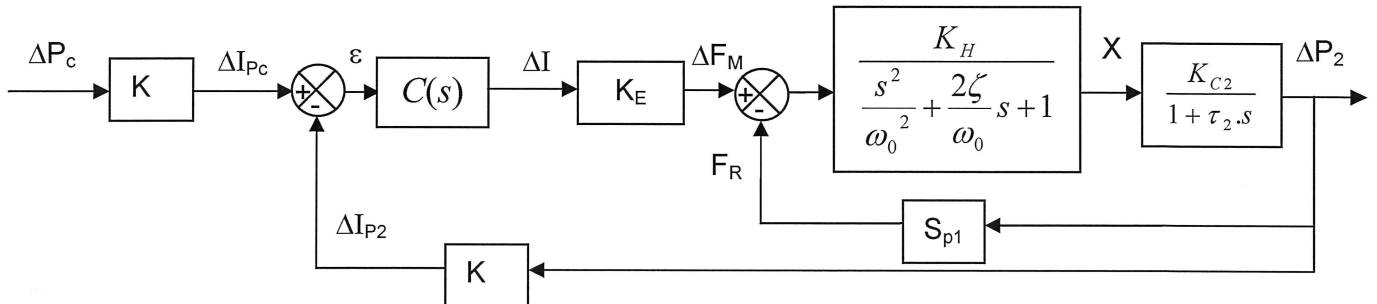 ΔPc
K
ΔIPc
+
-
ε
C(s)
ΔI
KE
ΔFM
+
-
KH
s²/ω0² + 2ζ/ω0 s + 1
X
KC2
1 + τ2.s
ΔP2
FR
Sp1
ΔIP2
K